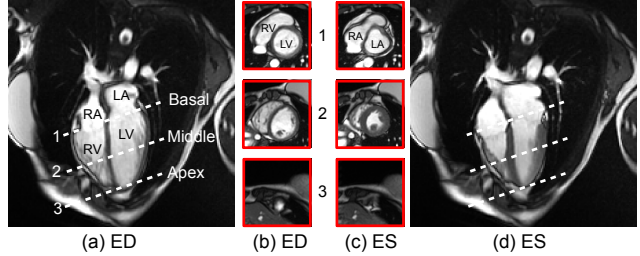 LA
RA
Basal
1
LV
Middle
RV
2
Apex
3
(a) ED
RV
LV
(b) ED
1
2
3
RA
LA
(c) ES
(d) ES